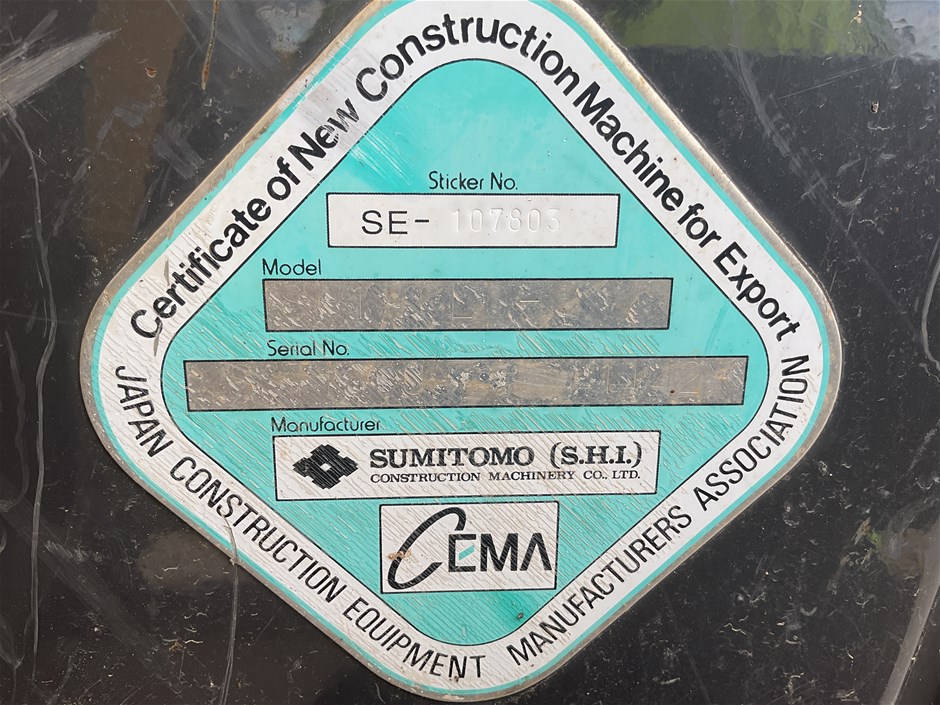 Certificate of New Construction Machine for Export
Sticker No.
SE- 107803
Model
Serial No.
Manufacturer
SUMITOMO (S.H.I.)
CONSTRUCTION MACHINERY CO., LTD.
CEMA
JAPAN CONSTRUCTION EQUIPMENT MANUFACTURERS ASSOCIATION